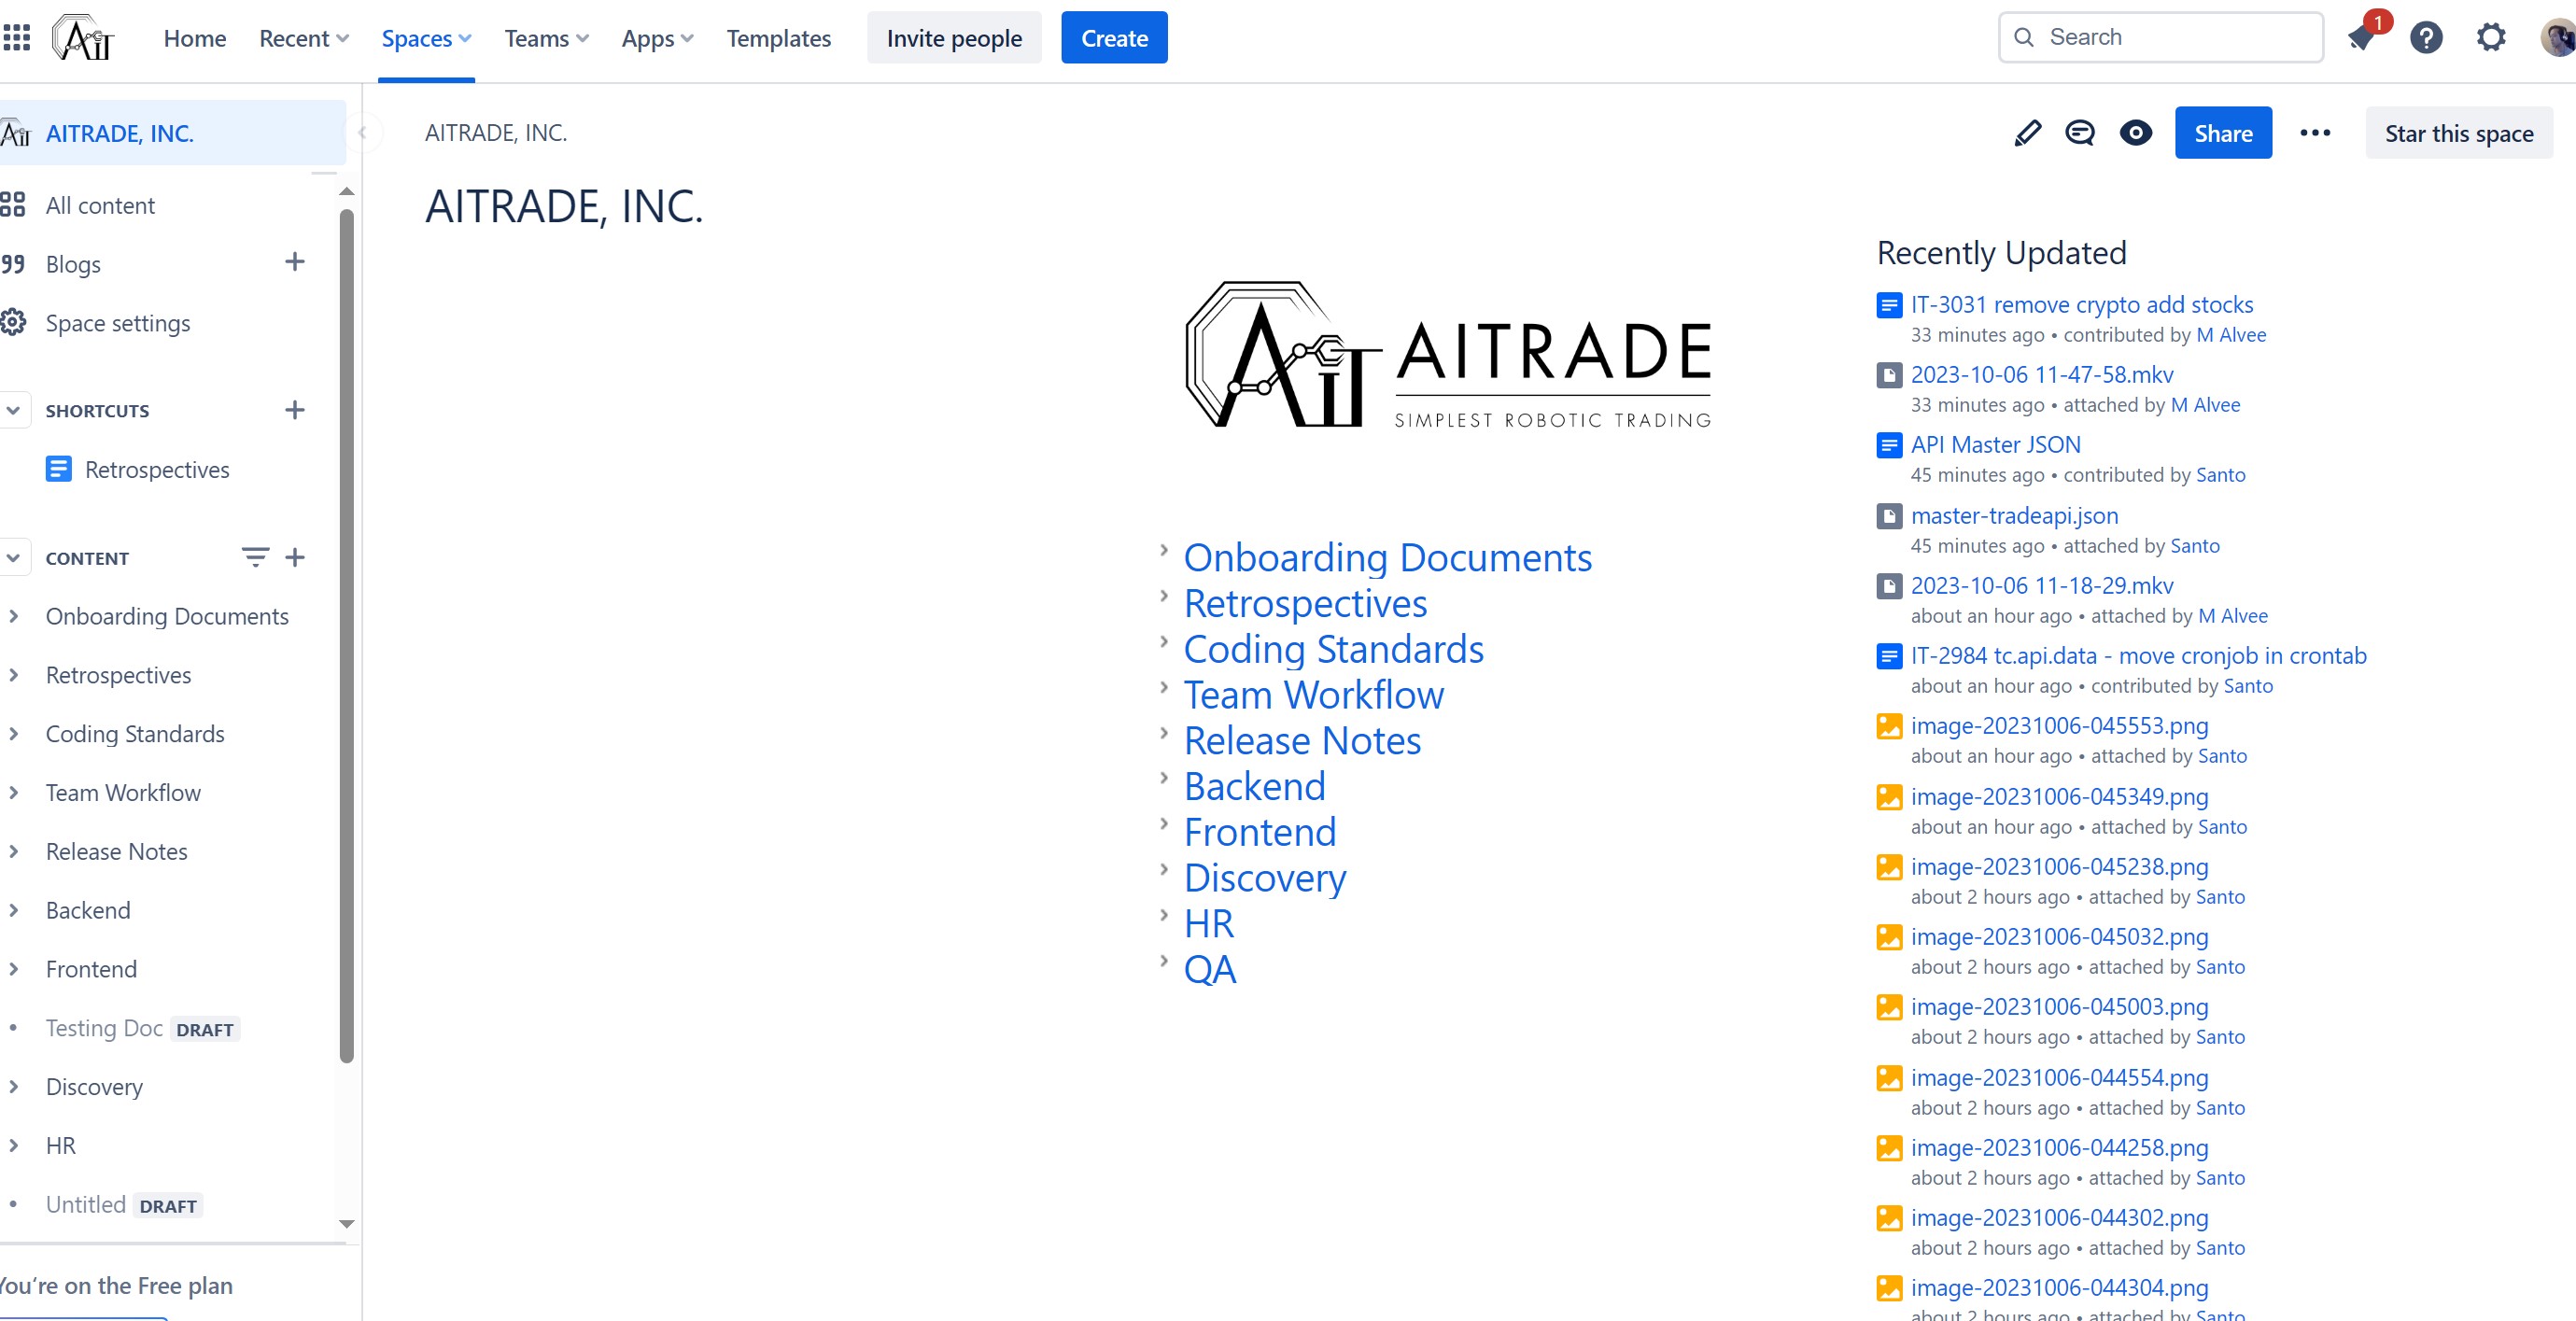 Home Recent Spaces Teams Apps Templates Invite people Create Search 1
AITRADE, INC.
All content
Blogs
Space settings
SHORTCUTS
Retrospectives
CONTENT
Onboarding Documents
Retrospectives
Coding Standards
Team Workflow
Release Notes
Backend
Frontend
Testing Doc DRAFT
Discovery
HR
Untitled DRAFT
You're on the Free plan
AITRADE, INC.
Share ••• Star this space
AITRADE, INC.
AIT AITRADE
SIMPLEST ROBOTIC TRADING
Onboarding Documents
Retrospectives
Coding Standards
Team Workflow
Release Notes
Backend
Frontend
Discovery
HR
QA
Recently Updated
IT-3031 remove crypto add stocks
33 minutes ago • contributed by M Alvee
2023-10-06 11-47-58.mkv
33 minutes ago • attached by M Alvee
API Master JSON
45 minutes ago • contributed by Santo
master-tradeapi.json
45 minutes ago • attached by Santo
2023-10-06 11-18-29.mkv
about an hour ago • attached by M Alvee
IT-2984 tc.api.data - move cronjob in crontab
about an hour ago • contributed by Santo
image-20231006-045553.png
about an hour ago • attached by Santo
image-20231006-045349.png
about an hour ago • attached by Santo
image-20231006-045238.png
about 2 hours ago • attached by Santo
image-20231006-045032.png
about 2 hours ago • attached by Santo
image-20231006-045003.png
about 2 hours ago • attached by Santo
image-20231006-044554.png
about 2 hours ago • attached by Santo
image-20231006-044258.png
about 2 hours ago • attached by Santo
image-20231006-044302.png
about 2 hours ago • attached by Santo
image-20231006-044304.png
about 2 hours ago • attached by Santo